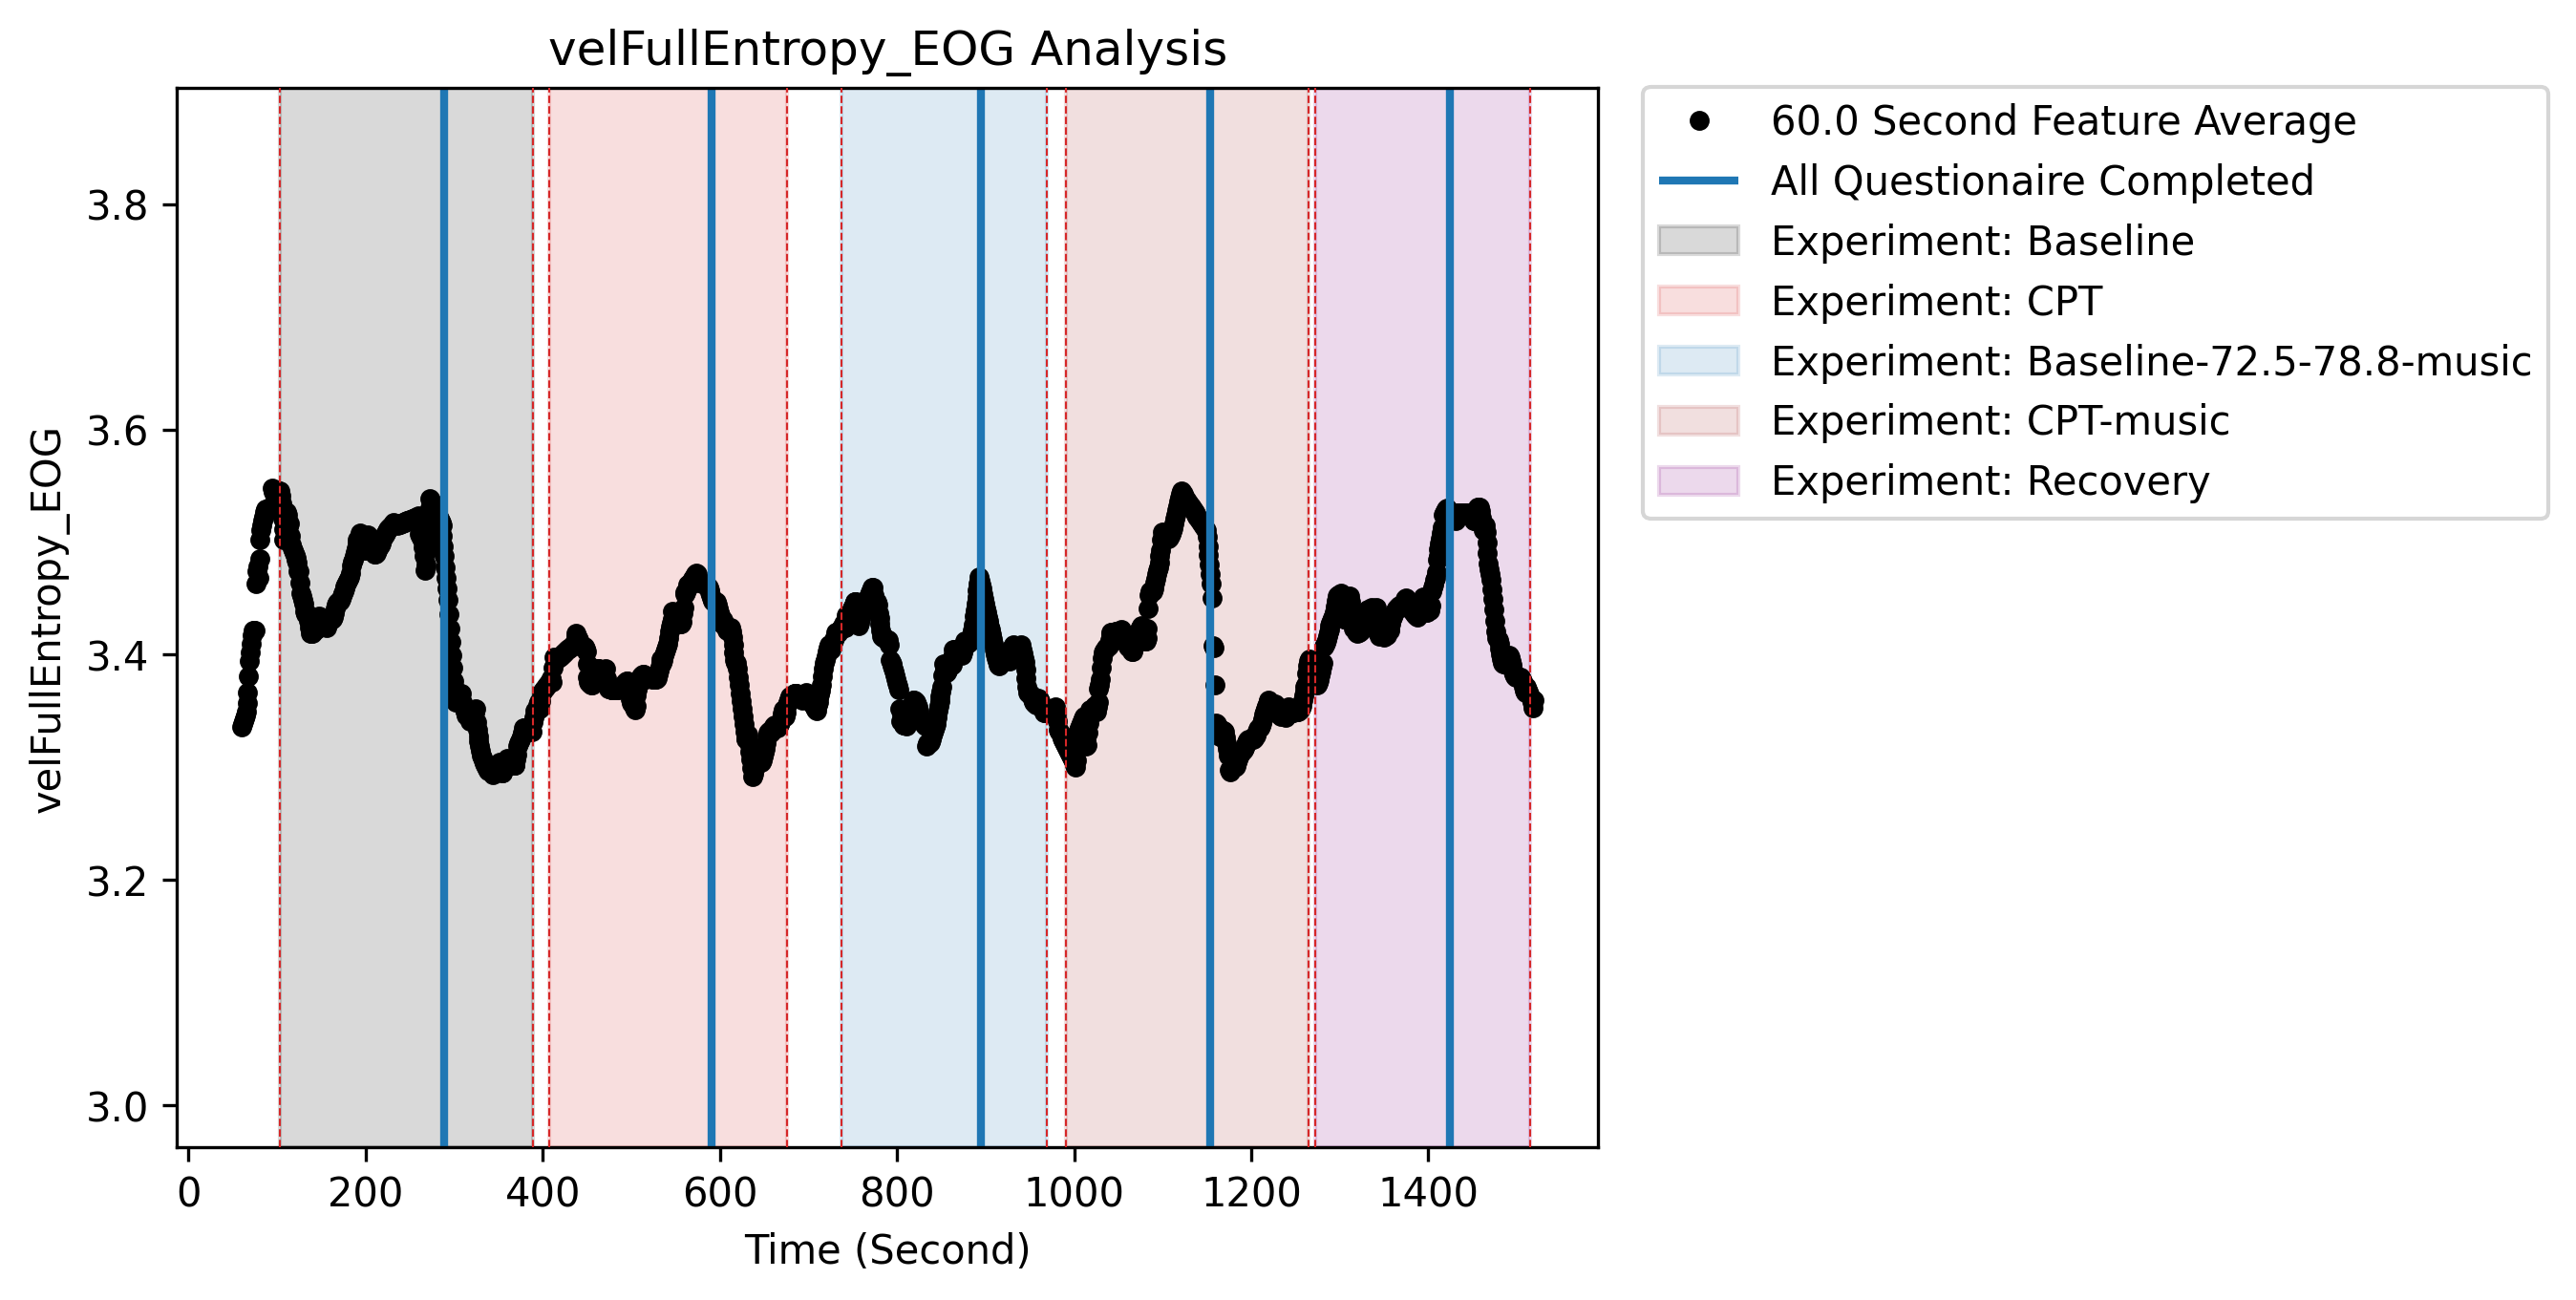 velFullEntropy_EOG Analysis
velFullEntropy_EOG
3.8
3.6
3.4
3.2
3.0
0 200 400 600 800 1000 1200 1400
Time (Second)
60.0 Second Feature Average
All Questionaire Completed
Experiment: Baseline
Experiment: CPT
Experiment: Baseline-72.5-78.8-music
Experiment: CPT-music
Experiment: Recovery